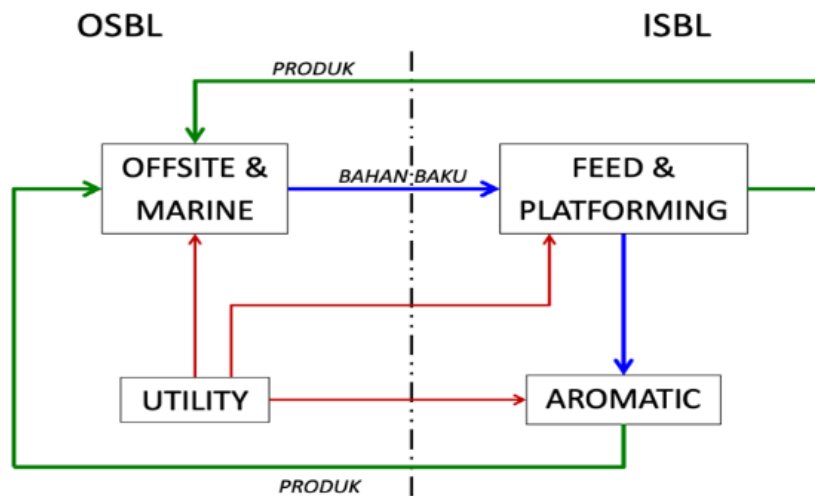 OSBL
ISBL
PRODUK
OFFSITE &
MARINE
BAHAN BAKU
FEED &
PLATFORMING
UTILITY
AROMATIC
PRODUK